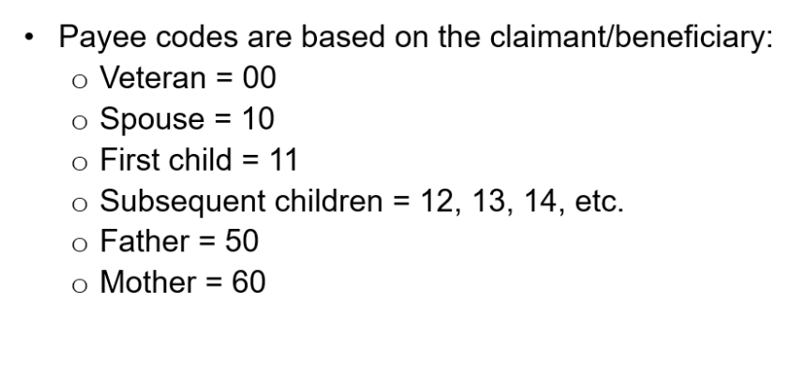 • Payee codes are based on the claimant/beneficiary:
o Veteran = 00
o Spouse = 10
o First child = 11
o Subsequent children = 12, 13, 14, etc.
o Father = 50
o Mother = 60